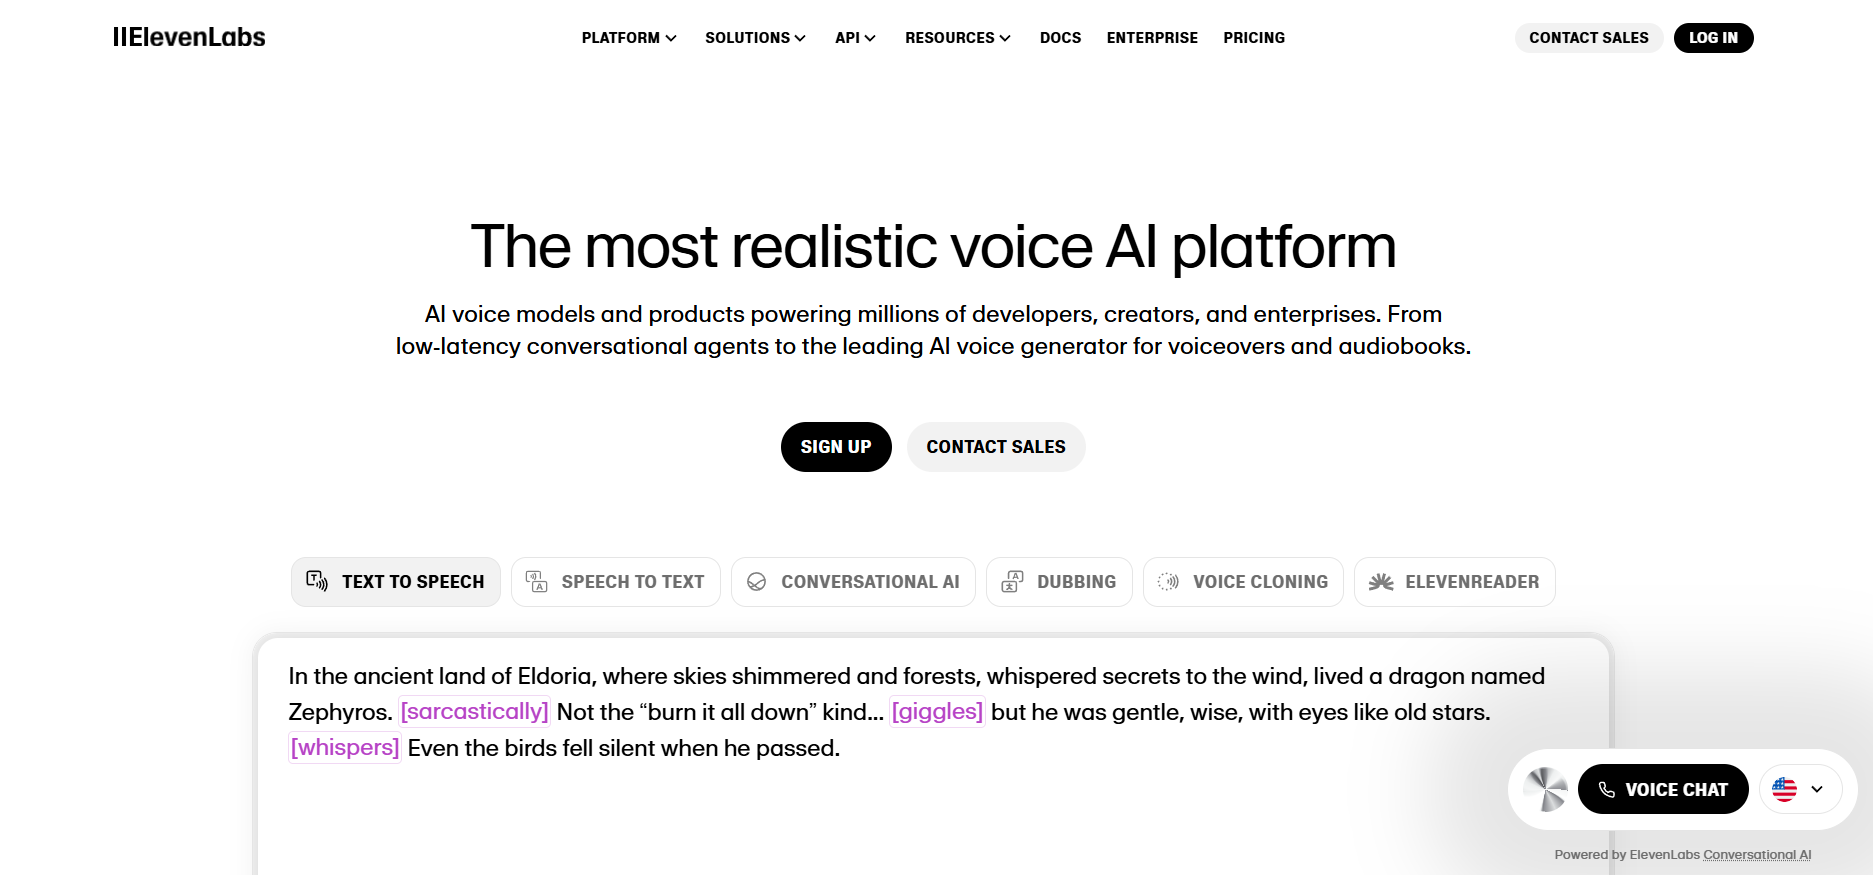 IIElevenLabs
PLATFORM
SOLUTIONS
API
RESOURCES
DOCS
ENTERPRISE
PRICING
CONTACT SALES
LOG IN
The most realistic voice AI platform
AI voice models and products powering millions of developers, creators, and enterprises. From
low-latency conversational agents to the leading AI voice generator for voiceovers and audiobooks.
SIGN UP
CONTACT SALES
TEXT TO SPEECH
SPEECH TO TEXT
CONVERSATIONAL AI
DUBBING
VOICE CLONING
ELEVENREADER
In the ancient land of Eldoria, where skies shimmered and forests, whispered secrets to the wind, lived a dragon named
Zephyros. [sarcastically] Not the “burn it all down” kind... [giggles] but he was gentle, wise, with eyes like old stars.
[whispers] Even the birds fell silent when he passed.
VOICE CHAT
Powered by ElevenLabs Conversational AI